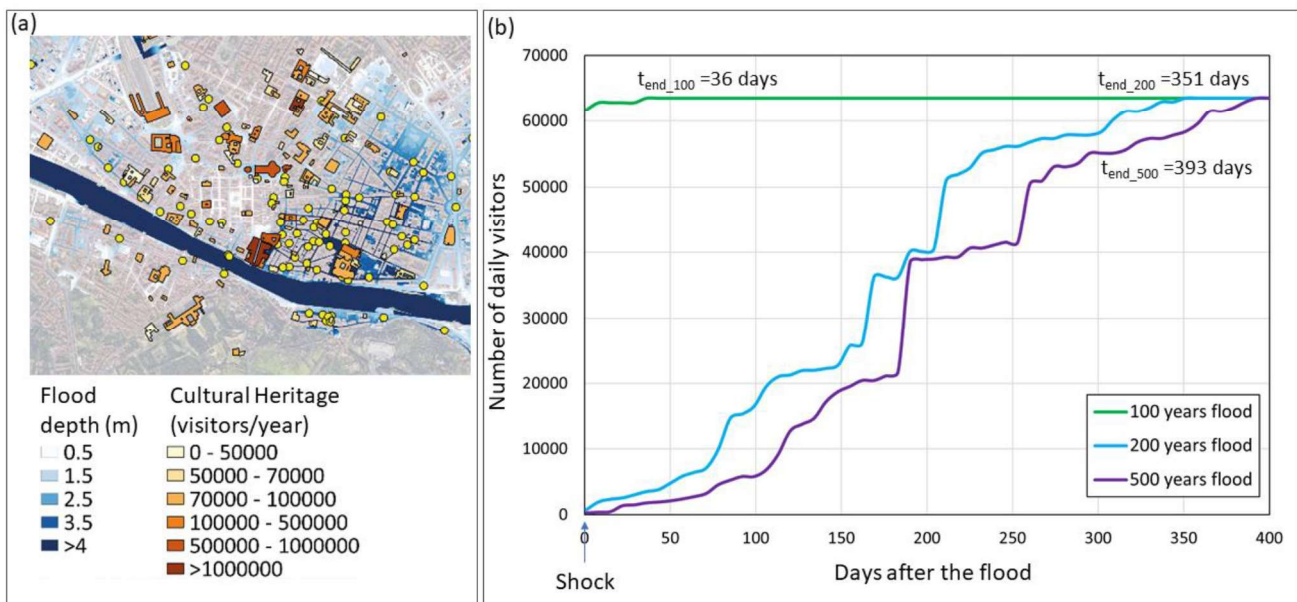 (a)
Flood
depth (m)
0.5
1.5
2.5
3.5
>4
Cultural Heritage
(visitors/year)
0 - 50000
50000 - 70000
70000 - 100000
100000 - 500000
500000 - 1000000
>1000000
(b)
70000
60000
50000
40000
30000
20000
10000
0
Number of daily visitors
tend_100 =36 days
tend_200 =351 days
tend_500 =393 days
100 years flood
200 years flood
500 years flood
0 50 100 150 200 250 300 350 400
Shock
Days after the flood